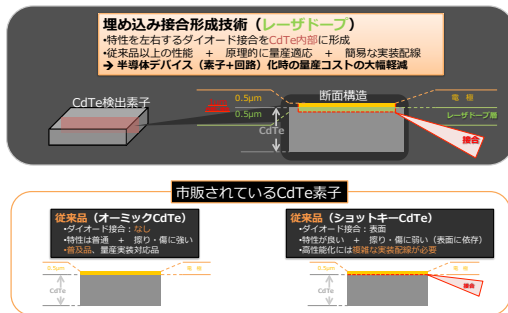 埋め込み接合形成技術（レーザドープ）
•特性を左右するダイオード接合をCdTe内部に形成
•従来品以上の性能　+　原理的に量産適応　+　簡易な実装配線
➔ 半導体デバイス（素子+回路）化時の量産コストの大幅軽減
CdTe検出素子
断面構造
0.5μm
電 極
0.5μm
レーザドープ層
CdTe
接合
市販されているCdTe素子
従来品（オーミックCdTe）
•ダイオード接合：なし
•特性は普通　+　擦り・傷に強い
•普及品、量産実装対応品
0.5μm
電 極
CdTe
従来品（ショットキーCdTe）
•ダイオード接合：表面
•特性が良い　+　擦り・傷に弱い（表面に依存）
•高性能化には複雑な実装配線が必要
0.5μm
電 極
CdTe
接合